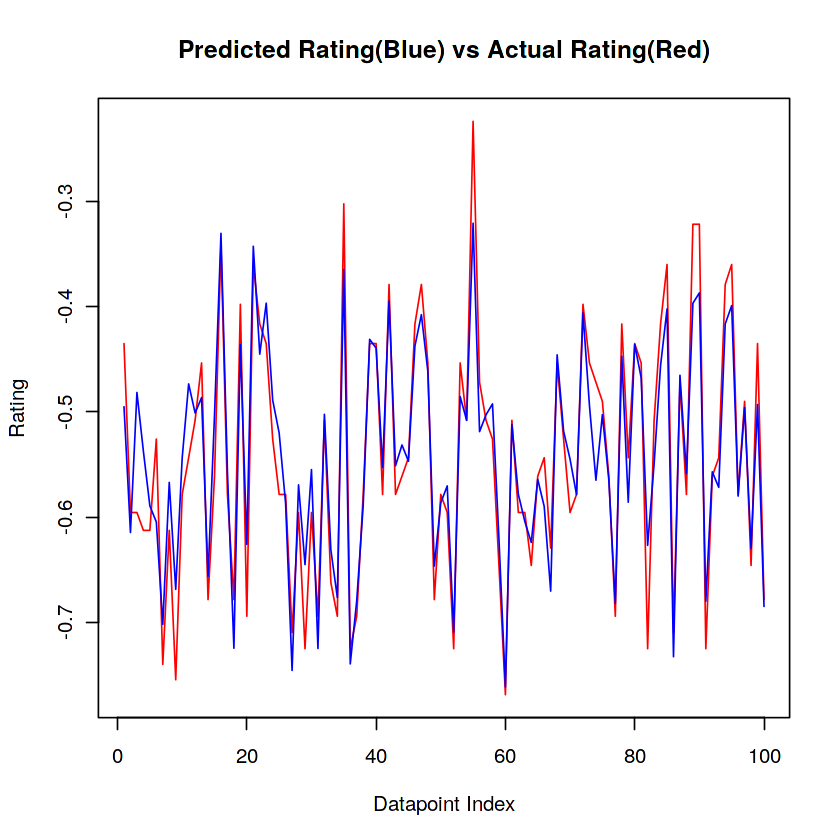 Predicted Rating(Blue) vs Actual Rating(Red)
Rating
-0.3
-0.4
-0.5
-0.6
-0.7
0 20 40 60 80 100
Datapoint Index